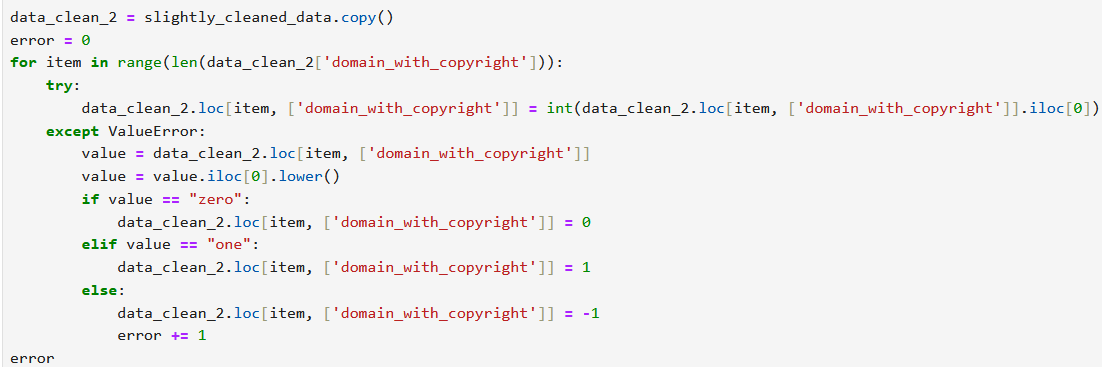 data_clean_2 = slightly_cleaned_data.copy()
error = 0
for item in range(len(data_clean_2['domain_with_copyright'])):
    try:
        data_clean_2.loc[item, ['domain_with_copyright']] = int(data_clean_2.loc[item, ['domain_with_copyright']].iloc[0])
    except ValueError:
        value = data_clean_2.loc[item, ['domain_with_copyright']]
        value = value.iloc[0].lower()
        if value == "zero":
            data_clean_2.loc[item, ['domain_with_copyright']] = 0
        elif value == "one":
            data_clean_2.loc[item, ['domain_with_copyright']] = 1
        else:
            data_clean_2.loc[item, ['domain_with_copyright']] = -1
            error += 1
error